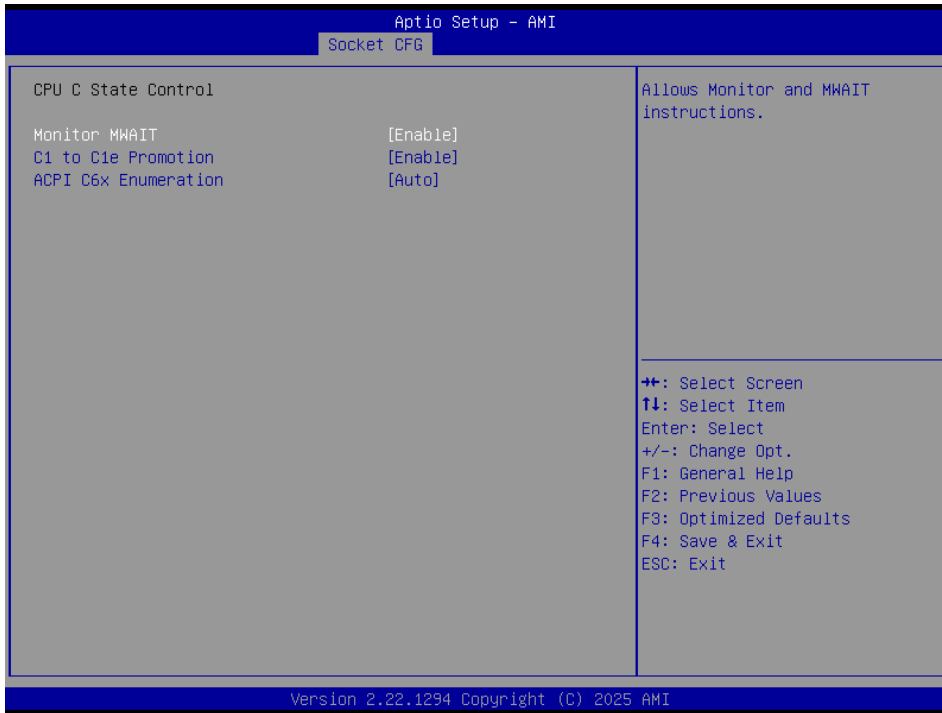 Aptio Setup - AMI
Socket CFG
CPU C State Control
Monitor MWAIT [Enable]
C1 to C1e Promotion [Enable]
ACPI C6x Enumeration [Auto]
Allows Monitor and MWAIT
instructions.
→←: Select Screen
↑↓: Select Item
Enter: Select
+/-: Change Opt.
F1: General Help
F2: Previous Values
F3: Optimized Defaults
F4: Save & Exit
ESC: Exit
Version 2.22.1294 Copyright (C) 2025 AMI